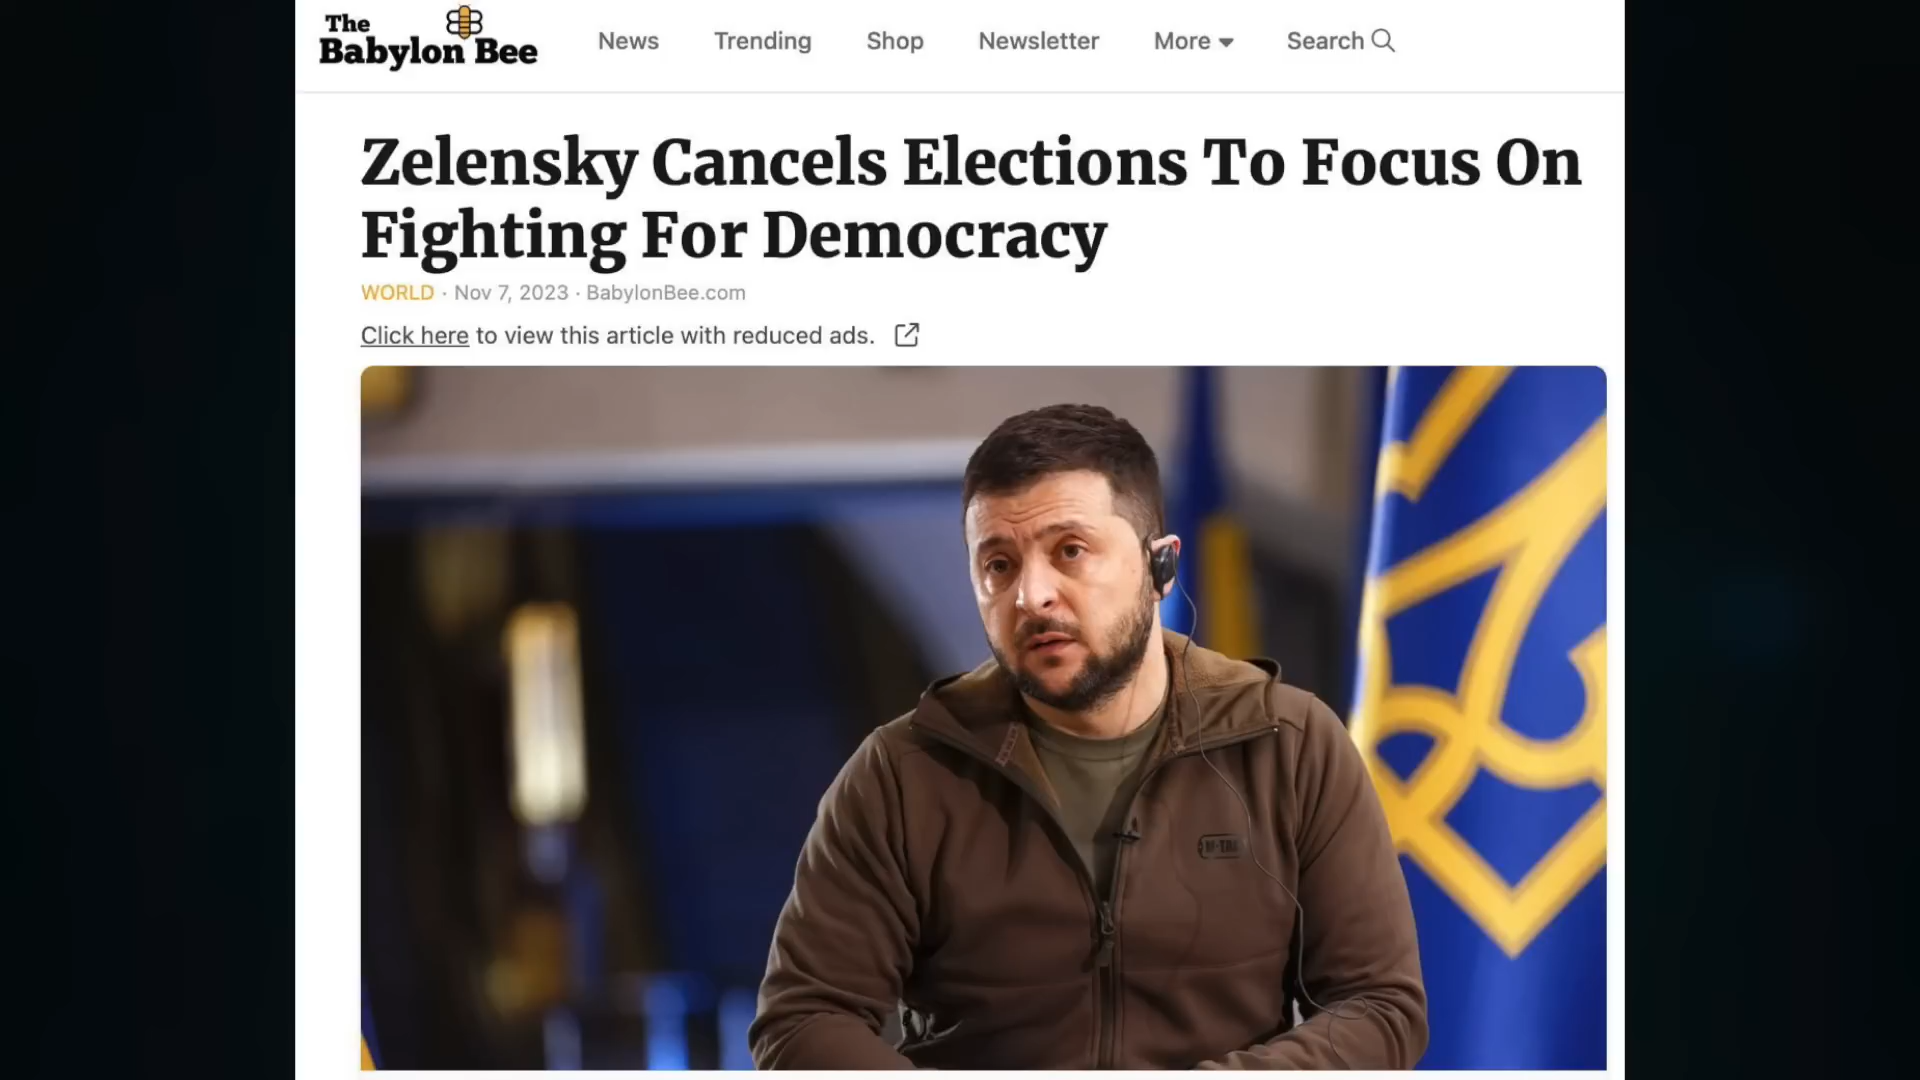 The
Babylon Bee
News Trending Shop Newsletter More Search
Zelensky Cancels Elections To Focus On
Fighting For Democracy
WORLD · Nov 7, 2023 · BabylonBee.com
Click here to view this article with reduced ads.